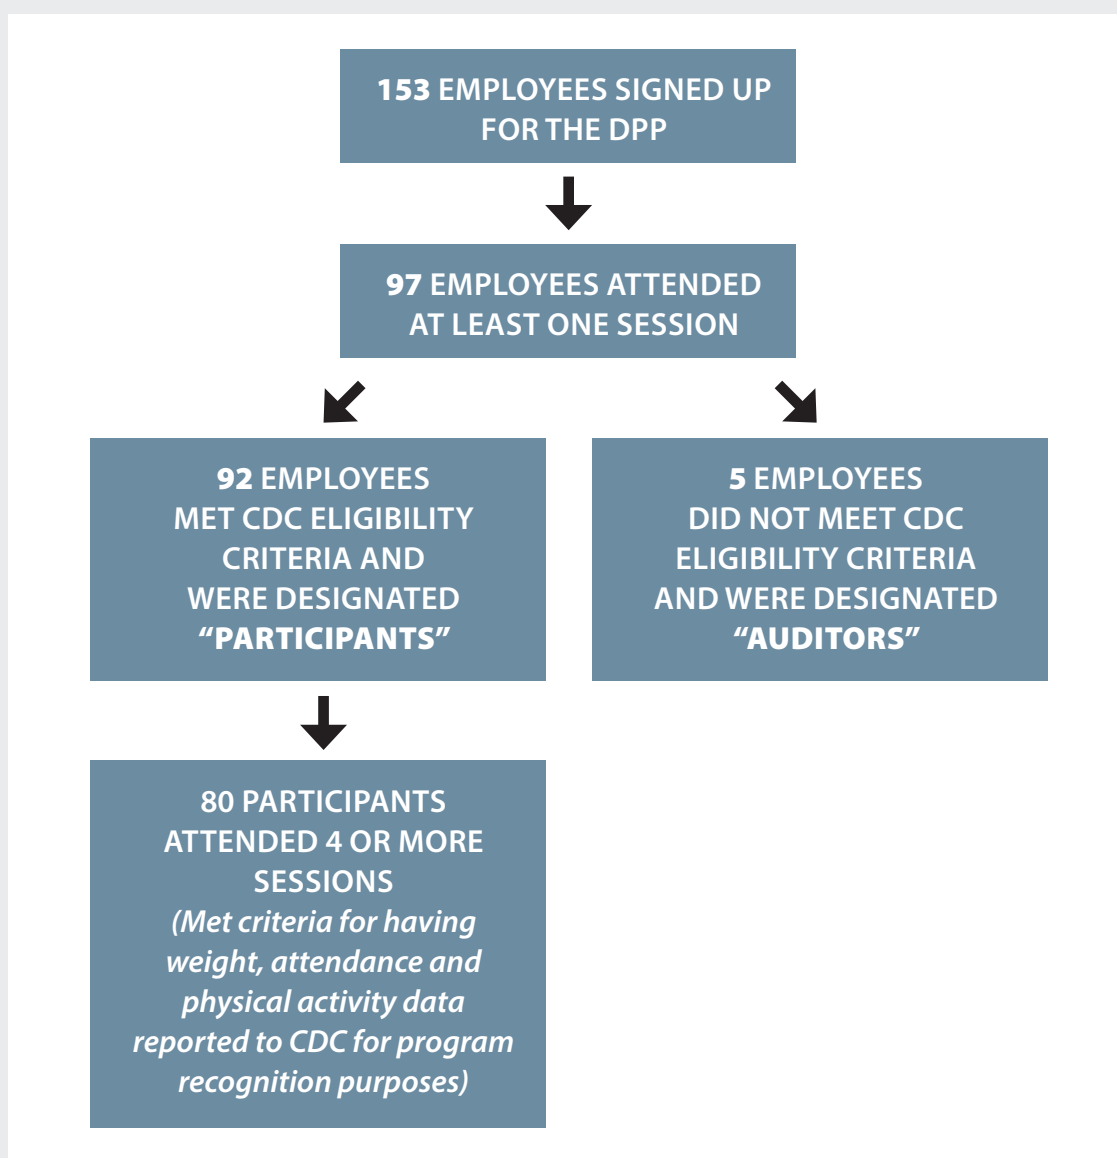 153 EMPLOYEES SIGNED UP
FOR THE DPP
97 EMPLOYEES ATTENDED
AT LEAST ONE SESSION
92 EMPLOYEES
MET CDC ELIGIBILITY
CRITERIA AND
WERE DESIGNATED
“PARTICIPANTS”
5 EMPLOYEES
DID NOT MEET CDC
ELIGIBILITY CRITERIA
AND WERE DESIGNATED
“AUDITORS”
80 PARTICIPANTS
ATTENDED 4 OR MORE
SESSIONS
(Met criteria for having
weight, attendance and
physical activity data
reported to CDC for program
recognition purposes)